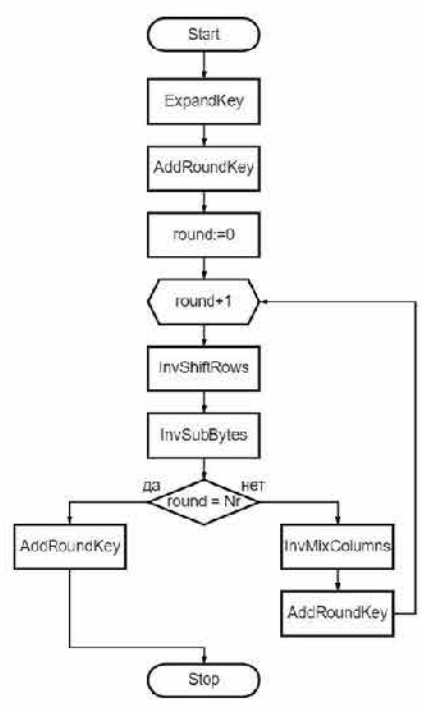 Start
ExpandKey
AddRoundKey
round:=0
round+1
InvShiftRows
InvSubBytes
да
нет
round = Nr
AddRoundKey
InvMixColumns
AddRoundKey
Stop